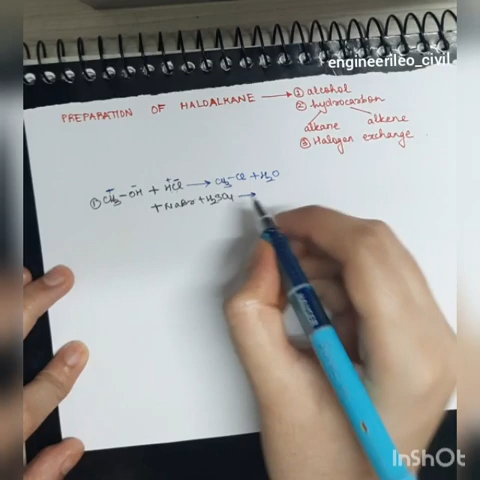 engineerileo_civil
PREPARATION OF HALOALKANE → ① alcohol
② hydrocarbon
alkane alkene
③ Halogen exchange
① CH₃–OH + HCl → CH₃–Cl + H₂O
+ NaBr + H₂SO₄ →
InShOt